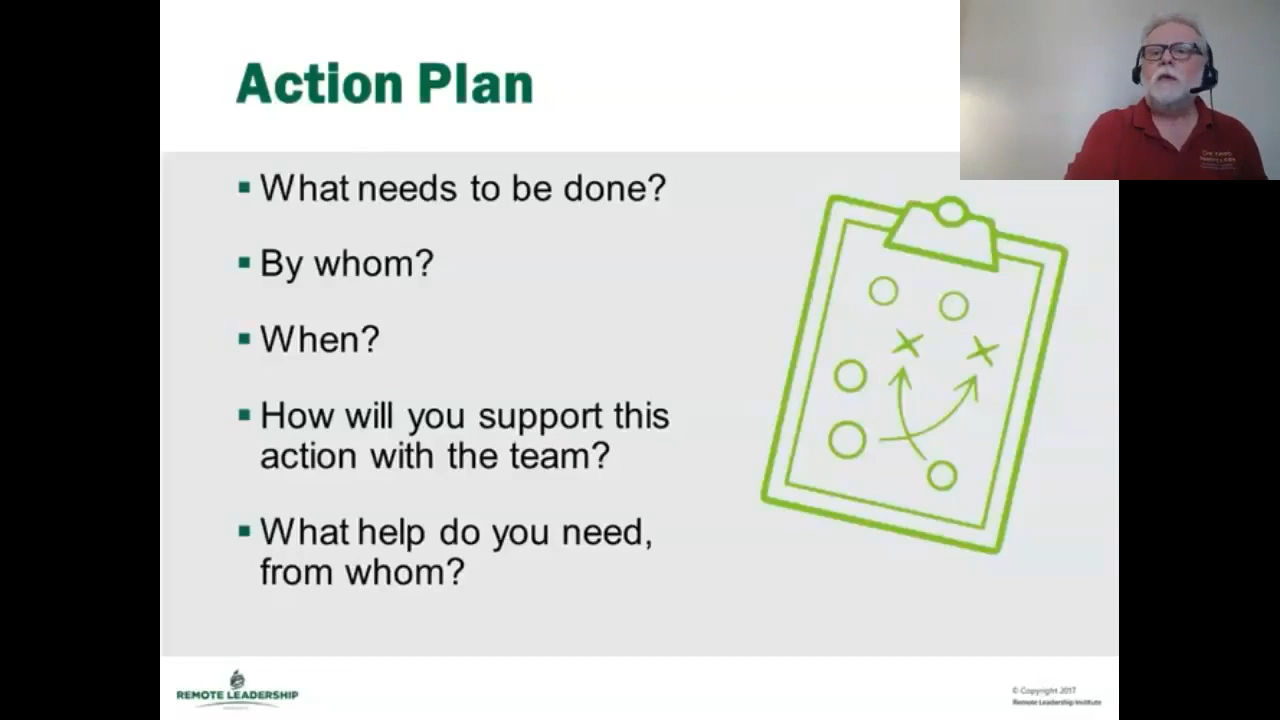 Action Plan
What needs to be done?
By whom?
When?
How will you support this
action with the team?
What help do you need,
from whom?
REMOTE LEADERSHIP
© Copyright 2017
Remote Leadership Institute